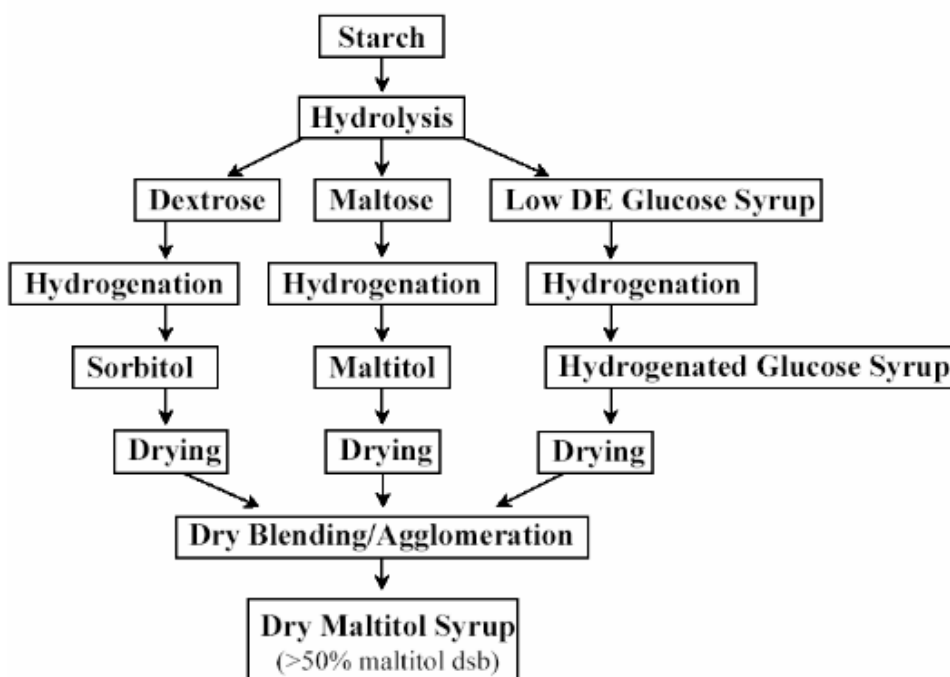 Starch
Hydrolysis
Dextrose
Maltose
Low DE Glucose Syrup
Hydrogenation
Hydrogenation
Hydrogenation
Sorbitol
Maltitol
Hydrogenated Glucose Syrup
Drying
Drying
Drying
Dry Blending/Agglomeration
Dry Maltitol Syrup
(>50% maltitol dsb)